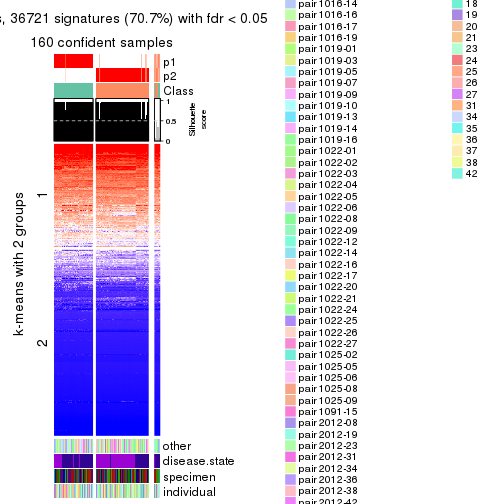 , 36721 signatures (70.7%) with fdr < 0.05
160 confident samples
p1
p2
Class
1
0.5
0
Silhouette
score
k-means with 2 groups
1
2
other
disease.state
specimen
individual
pair1016-14
pair1016-16
pair1016-17
pair1016-19
pair1019-01
pair1019-03
pair1019-05
pair1019-07
pair1019-09
pair1019-10
pair1019-13
pair1019-14
pair1019-16
pair1022-01
pair1022-02
pair1022-03
pair1022-04
pair1022-05
pair1022-06
pair1022-08
pair1022-09
pair1022-12
pair1022-14
pair1022-16
pair1022-17
pair1022-20
pair1022-21
pair1022-24
pair1022-25
pair1022-26
pair1022-27
pair1025-02
pair1025-05
pair1025-06
pair1025-08
pair1025-09
pair1091-15
pair2012-08
pair2012-19
pair2012-23
pair2012-31
pair2012-34
pair2012-36
pair2012-38
pair2012-42
18
19
20
21
23
24
25
26
27
31
34
35
36
37
38
42